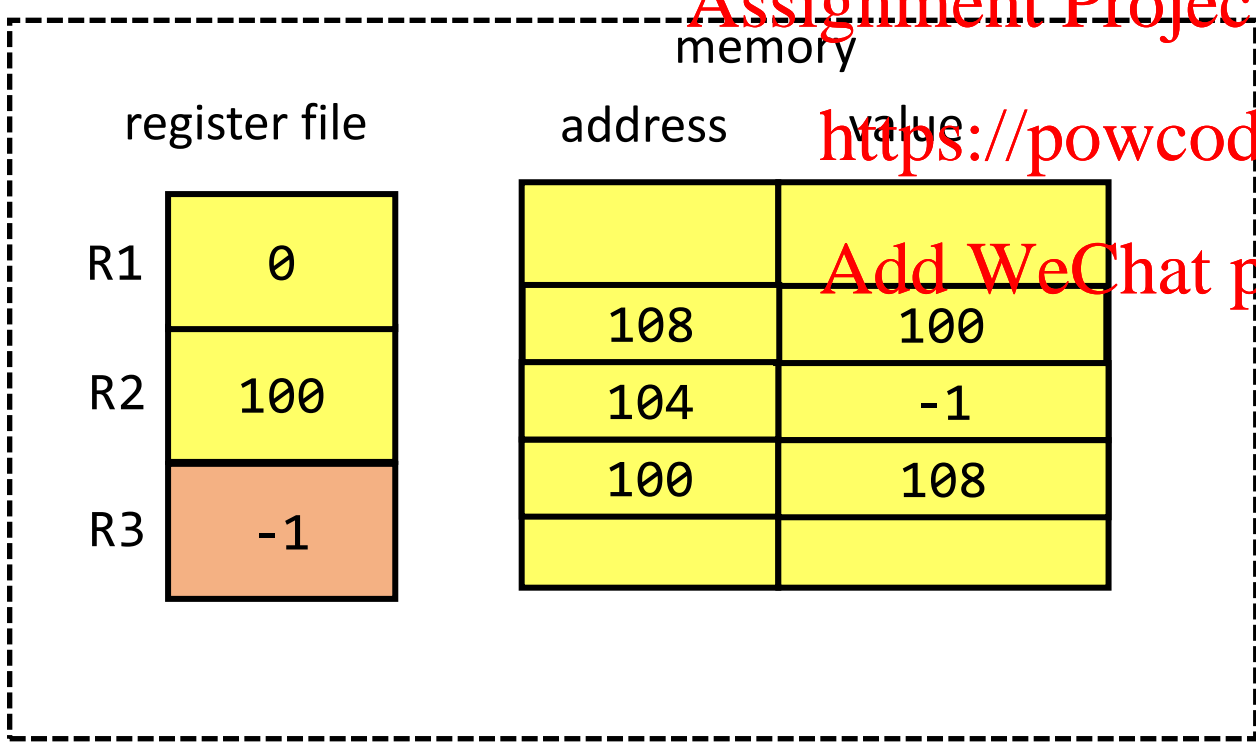 Assignment Projec
memory
register file
address
value
https://powcod
Add WeChat p
R1
0
R2
100
R3
-1
108
100
104
-1
100
108